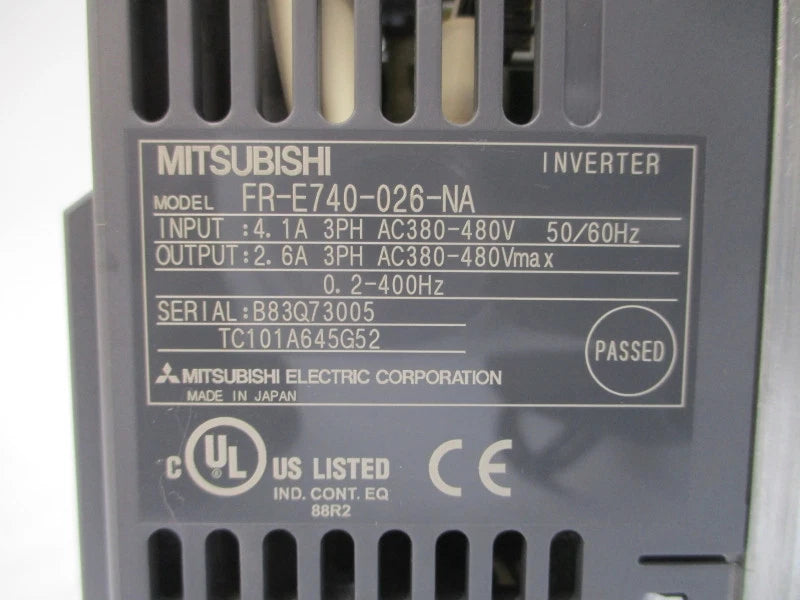 MITSUBISHI INVERTER
MODEL FR-E740-026-NA
INPUT :4.1A 3PH AC380-480V 50/60Hz
OUTPUT:2.6A 3PH AC380-480Vmax
0.2-400Hz
SERIAL:B83Q73005
TC101A645G52
PASSED
MITSUBISHI ELECTRIC CORPORATION
MADE IN JAPAN
C UL ® US LISTED CE
IND. CONT. EQ
88R2